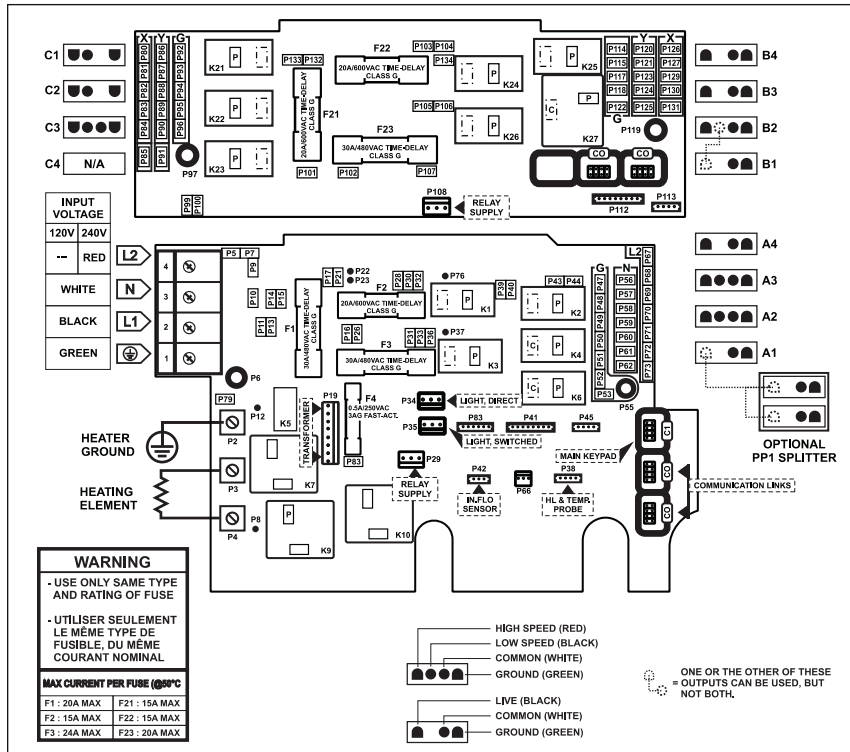 X Y G
C1
P80 P86 P92
P81 P87 P93
P82 P88 P94
P83 P89 P95
P84 P90 P96
P85 P91
C2
C3
C4 N/A
P97
P99
P100
K21
P
K22
P
K23
P
P133 P132
F22
20A/600VAC TIME-DELAY
CLASS G
P103 P104
P134
F21
20A/600VAC TIME-DELAY
CLASS G
P105 P106
F23
30A/480VAC TIME-DELAY
CLASS G
P101 P102 P107
P
K24
P
K25
P
K26
C P
K27
Y X
P114 P120 P126
P115 P121 P127
P117 P123 P129
P118 P124 P130
P122 P125 P131
G
P119
CO CO
P108
RELAY
SUPPLY
P112
P113
B4
B3
B2
B1
INPUT
VOLTAGE
120V 240V
--- RED L2
WHITE N
BLACK L1
GREEN
4
3
2
1
P5 P7
P9
P10
P14
P15
P11
P13
P17
P21
P22
P23
P28
P30
P32
P76
P39
P40
P43 P44
F1
30A/480VAC TIME-DELAY
CLASS G
F2
20A/600VAC TIME-DELAY
CLASS G
P16
P26
P31
P33
P36
P37
F3
30A/480VAC TIME-DELAY
CLASS G
P
K1
P
K2
P
K3
C P
K4
C P
K6
L2
P67
P68
P69
P70
P71
P72
P73
G N
P47 P56
P48 P57
P49 P58
P50 P59
P51 P60
P52 P61
P62
P53
P55
A4
A3
A2
A1
OPTIONAL
PP1 SPLITTER
P6
P79
P12
K5
P19
TRANSFORMER
F4
0.5A/250VAC
3AG FAST-ACT.
P83
P34
LIGHT, DIRECT
P35
LIGHT, SWITCHED
P83
P41
P45
MAIN KEYPAD
C1
CO
CO
COMMUNICATION LINKS
P29
RELAY
SUPPLY
P42
IN.FLO
SENSOR
P66
P38
HL & TEMP.
PROBE
HEATER
GROUND
P2
HEATING
ELEMENT
P3
P4
P8
K7
P
K9
K10
P
WARNING
- USE ONLY SAME TYPE
AND RATING OF FUSE
- UTILISER SEULEMENT
LE MÊME TYPE DE
FUSIBLE, DU MÊME
COURANT NOMINAL
MAX CURRENT PER FUSE (@50°C
F1 : 20A MAX F21 : 15A MAX
F2 : 15A MAX F22 : 15A MAX
F3 : 24A MAX F23 : 20A MAX
HIGH SPEED (RED)
LOW SPEED (BLACK)
COMMON (WHITE)
GROUND (GREEN)
LIVE (BLACK)
COMMON (WHITE)
GROUND (GREEN)
ONE OR THE OTHER OF THESE
= OUTPUTS CAN BE USED, BUT
NOT BOTH.